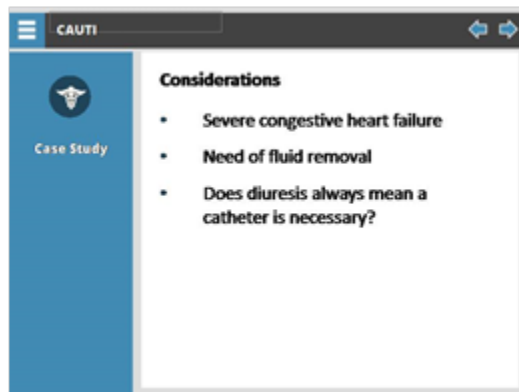 CAUTI
Case Study
Considerations
• Severe congestive heart failure
• Need of fluid removal
• Does diuresis always mean a
catheter is necessary?